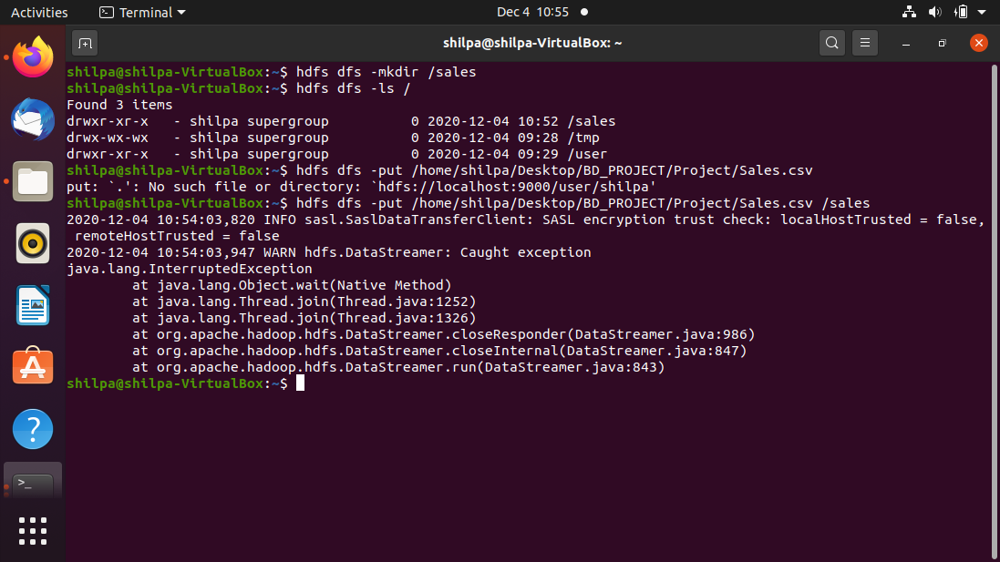 Activities
Terminal
Dec 4 10:55
shilpa@shilpa-VirtualBox: ~
shilpa@shilpa-VirtualBox:~$ hdfs dfs -mkdir /sales
shilpa@shilpa-VirtualBox:~$ hdfs dfs -ls /
Found 3 items
drwxr-xr-x   - shilpa supergroup          0 2020-12-04 10:52 /sales
drwx-wx-wx   - shilpa supergroup          0 2020-12-04 09:28 /tmp
drwxr-xr-x   - shilpa supergroup          0 2020-12-04 09:29 /user
shilpa@shilpa-VirtualBox:~$ hdfs dfs -put /home/shilpa/Desktop/BD_PROJECT/Project/Sales.csv
put: `.': No such file or directory: `hdfs://localhost:9000/user/shilpa'
shilpa@shilpa-VirtualBox:~$ hdfs dfs -put /home/shilpa/Desktop/BD_PROJECT/Project/Sales.csv /sales
2020-12-04 10:54:03,820 INFO sasl.SaslDataTransferClient: SASL encryption trust check: localHostTrusted = false,
 remoteHostTrusted = false
2020-12-04 10:54:03,947 WARN hdfs.DataStreamer: Caught exception
java.lang.InterruptedException
        at java.lang.Object.wait(Native Method)
        at java.lang.Thread.join(Thread.java:1252)
        at java.lang.Thread.join(Thread.java:1326)
        at org.apache.hadoop.hdfs.DataStreamer.closeResponder(DataStreamer.java:986)
        at org.apache.hadoop.hdfs.DataStreamer.closeInternal(DataStreamer.java:847)
        at org.apache.hadoop.hdfs.DataStreamer.run(DataStreamer.java:843)
shilpa@shilpa-VirtualBox:~$